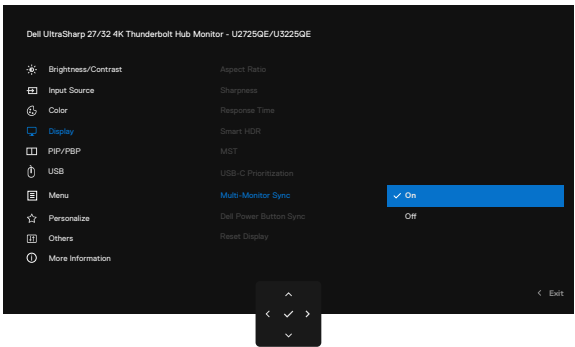 Dell UltraSharp 27/32 4K Thunderbolt Hub Monitor - U2725QE/U3225QE
Brightness/Contrast
Input Source
Color
Display
PIP/PBP
USB
Menu
Personalize
Others
More Information
Aspect Ratio
Sharpness
Response Time
Smart HDR
MST
USB-C Prioritization
Multi-Monitor Sync
Dell Power Button Sync
Reset Display
On
Off
Exit